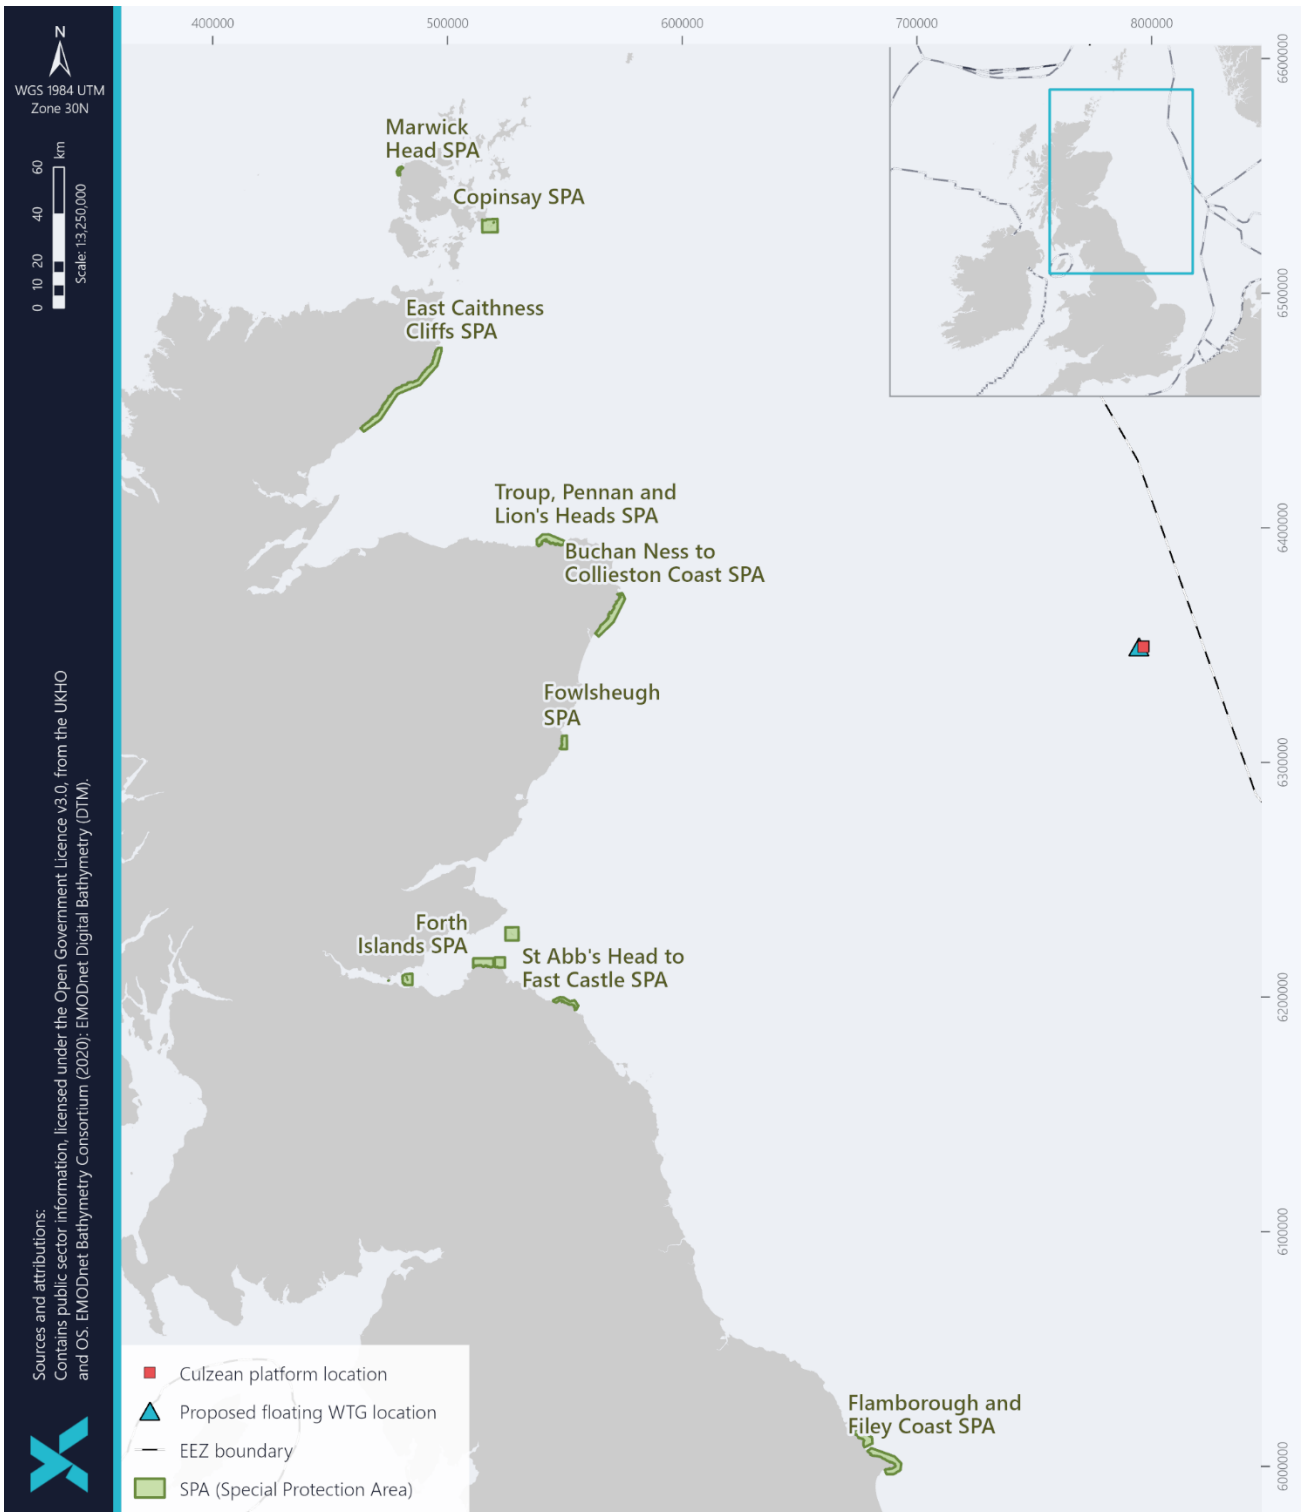 400000
500000
600000
700000
800000
N
WGS 1984 UTM
Zone 30N
0 10 20 40 60 km
Scale: 1:3,250,000
Sources and attributions:
Contains public sector information, licensed under the Open Government Licence v3.0, from the UKHO
and OS. EMODnet Bathymetry Consortium (2020): EMODnet Digital Bathymetry (DTM).
6600000
6500000
6400000
6300000
6200000
6100000
6000000
Marwick
Head SPA
Copinsay SPA
East Caithness
Cliffs SPA
Troup, Pennan and
Lion's Heads SPA
Buchan Ness to
Collieston Coast SPA
Fowlsheugh
SPA
Forth
Islands SPA
St Abb's Head to
Fast Castle SPA
Flamborough and
Filey Coast SPA
Culzean platform location
Proposed floating WTG location
EEZ boundary
SPA (Special Protection Area)